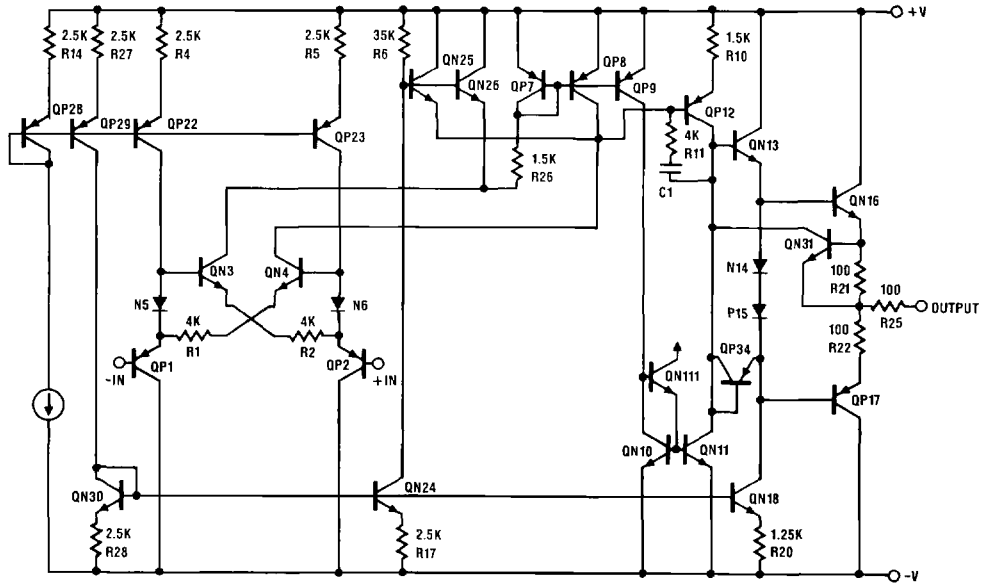 +V
2.5K
R14
2.5K
R27
2.5K
R4
2.5K
R5
35K
R6
QN25
QN26
QP7
QP8
QP9
1.5K
R10
QP28
QP29
QP22
QP23
QP12
4K
R11
C1
QN13
1.5K
R26
QN16
QN31
QN3
QN4
N5
N6
N14
100
R21
100
R25
OUTPUT
4K
R1
4K
R2
P15
100
R22
QP1
-IN
QP2
+IN
QP34
QN111
QP17
QN10
QN11
QN30
QN24
QN18
2.5K
R28
2.5K
R17
1.25K
R20
-V